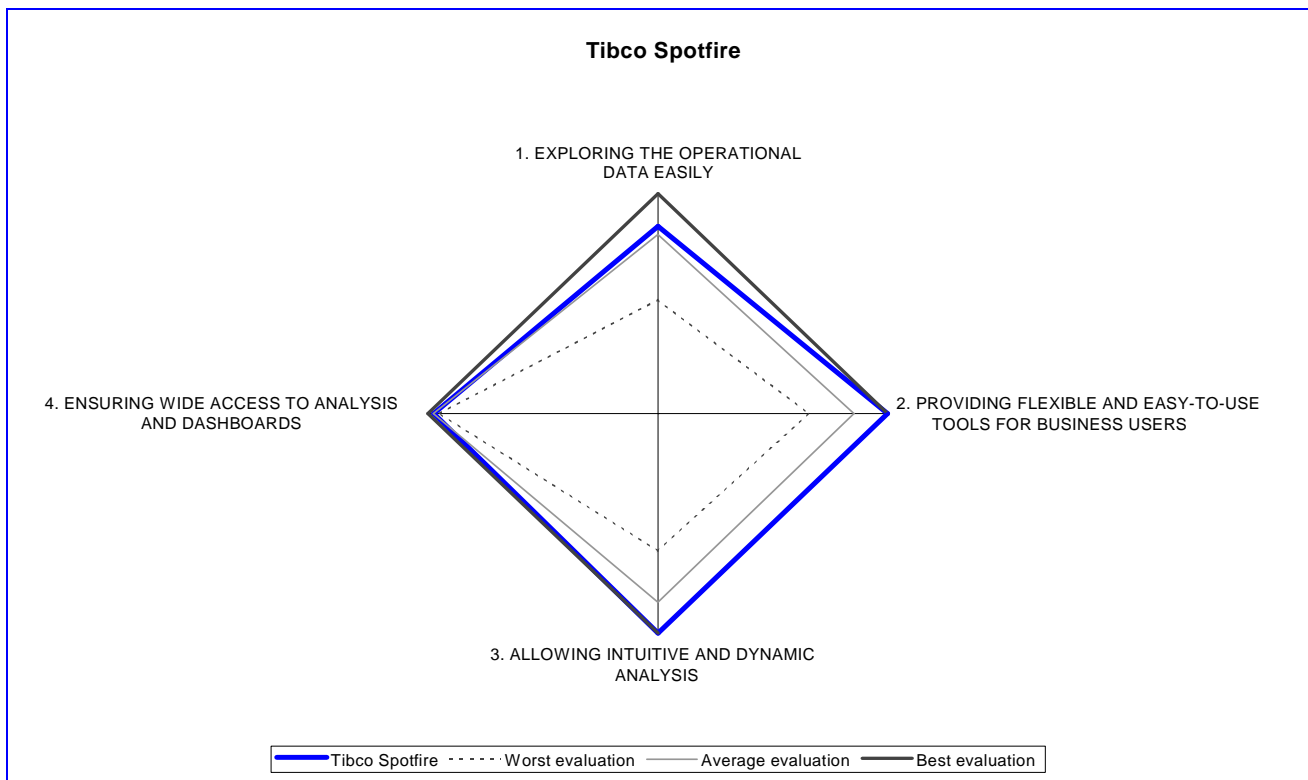 Tibco Spotfire
1. EXPLORING THE OPERATIONAL
DATA EASILY
4. ENSURING WIDE ACCESS TO ANALYSIS
AND DASHBOARDS
2. PROVIDING FLEXIBLE AND EASY-TO-USE
TOOLS FOR BUSINESS USERS
3. ALLOWING INTUITIVE AND DYNAMIC
ANALYSIS
Tibco Spotfire Worst evaluation Average evaluation Best evaluation